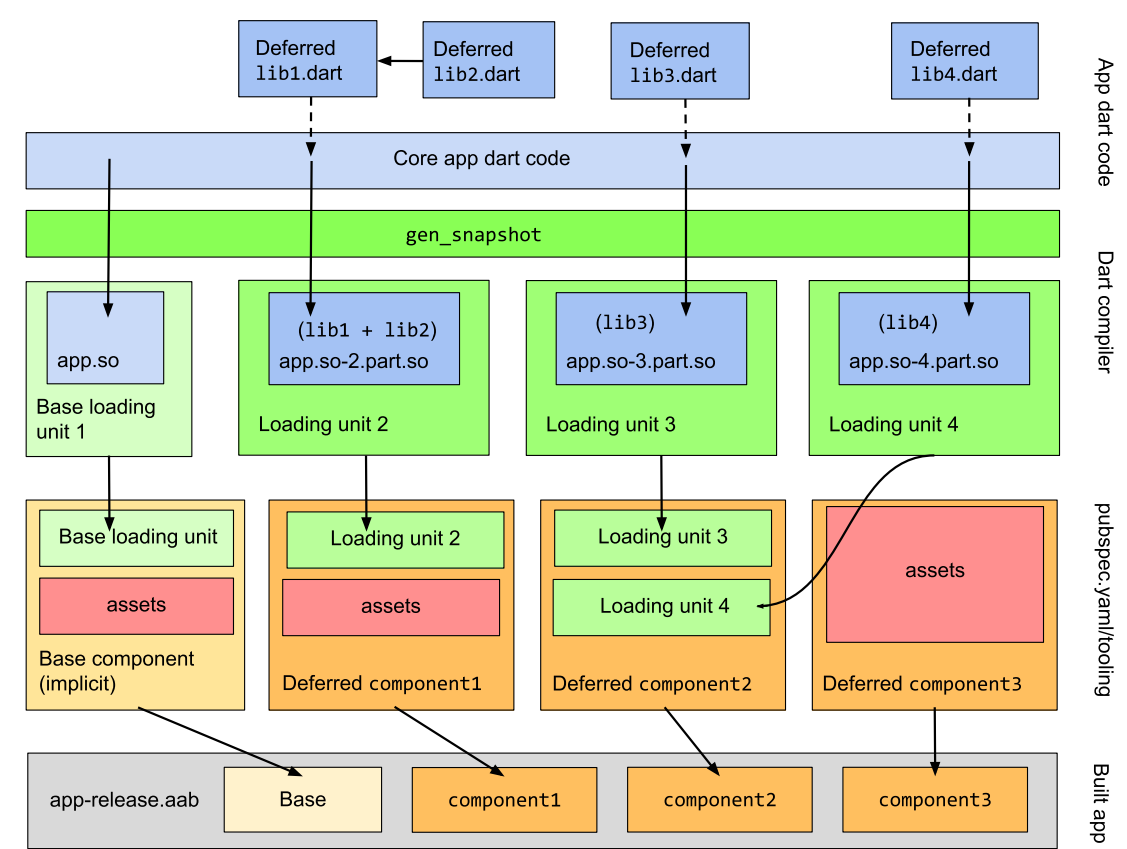 Deferred
lib1.dart
Deferred
lib2.dart
Deferred
lib3.dart
Deferred
lib4.dart
App dart code
Core app dart code
gen_snapshot
Dart compiler
app.so
Base loading
unit 1
(lib1 + lib2)
app.so-2.part.so
Loading unit 2
(lib3)
app.so-3.part.so
Loading unit 3
(lib4)
app.so-4.part.so
Loading unit 4
pubspec.yaml/tooling
Base loading unit
assets
Base component
(implicit)
Loading unit 2
assets
Deferred component1
Loading unit 3
Loading unit 4
Deferred component2
assets
Deferred component3
Built app
app-release.aab
Base
component1
component2
component3